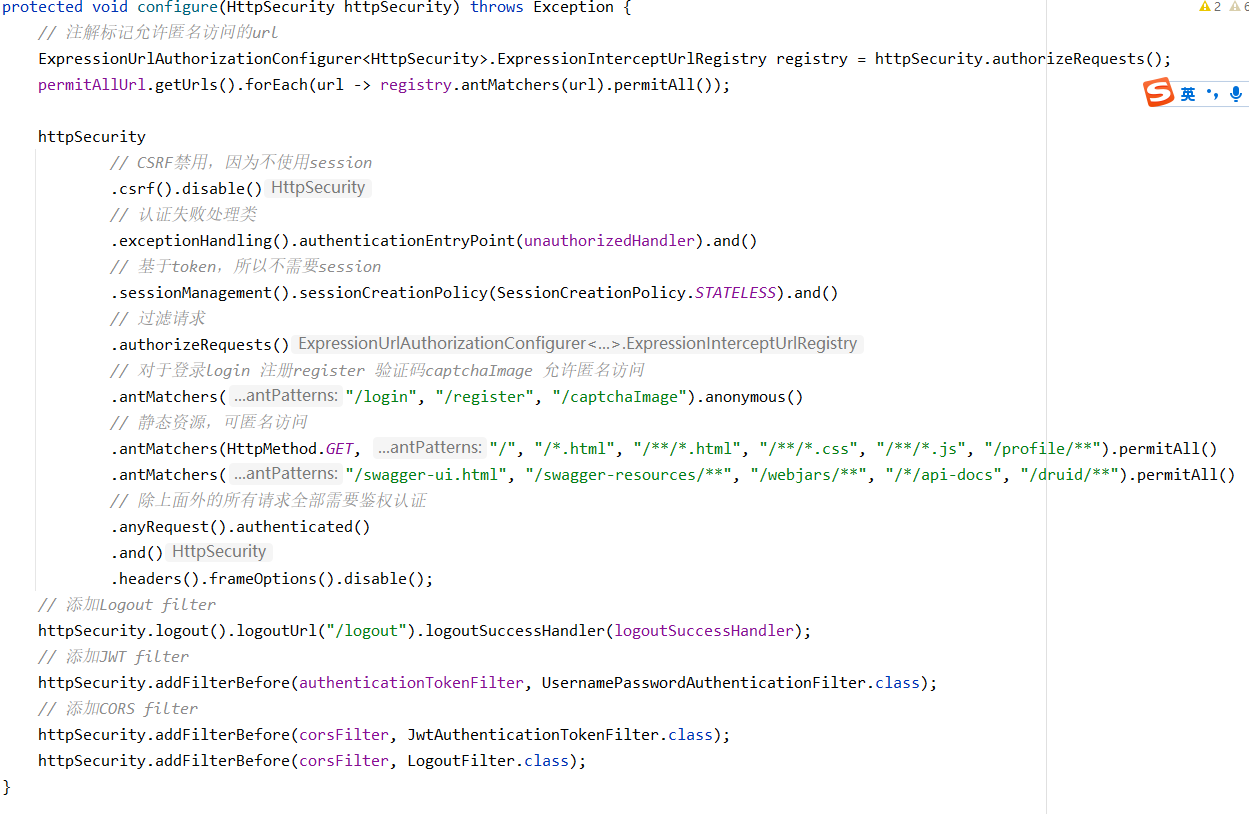 protected void configure(HttpSecurity httpSecurity) throws Exception {
2 6
// 注解标记允许匿名访问的url
ExpressionUrlAuthorizationConfigurer<HttpSecurity>.ExpressionInterceptUrlRegistry registry = httpSecurity.authorizeRequests();
permitAllUrl.getUrls().forEach(url -> registry.antMatchers(url).permitAll());
S 英
httpSecurity
// CSRF禁用，因为不使用session
.csrf().disable() HttpSecurity
// 认证失败处理类
.exceptionHandling().authenticationEntryPoint(unauthorizedHandler).and()
// 基于token，所以不需要session
.sessionManagement().sessionCreationPolicy(SessionCreationPolicy.STATELESS).and()
// 过滤请求
.authorizeRequests() ExpressionUrlAuthorizationConfigurer<...>.ExpressionInterceptUrlRegistry
// 对于登录login 注册register 验证码captchaImage 允许匿名访问
.antMatchers( ...antPatterns: "/login", "/register", "/captchaImage").anonymous()
// 静态资源，可匿名访问
.antMatchers(HttpMethod.GET, ...antPatterns: "/", "/*.html", "/**/*.html", "/**/*.css", "/**/*.js", "/profile/**").permitAll()
.antMatchers( ...antPatterns: "/swagger-ui.html", "/swagger-resources/**", "/webjars/**", "/*/api-docs", "/druid/**").permitAll()
// 除上面外的所有请求全部需要鉴权认证
.anyRequest().authenticated()
.and() HttpSecurity
.headers().frameOptions().disable();
// 添加Logout filter
httpSecurity.logout().logoutUrl("/logout").logoutSuccessHandler(logoutSuccessHandler);
// 添加JWT filter
httpSecurity.addFilterBefore(authenticationTokenFilter, UsernamePasswordAuthenticationFilter.class);
// 添加CORS filter
httpSecurity.addFilterBefore(corsFilter, JwtAuthenticationTokenFilter.class);
httpSecurity.addFilterBefore(corsFilter, LogoutFilter.class);
}